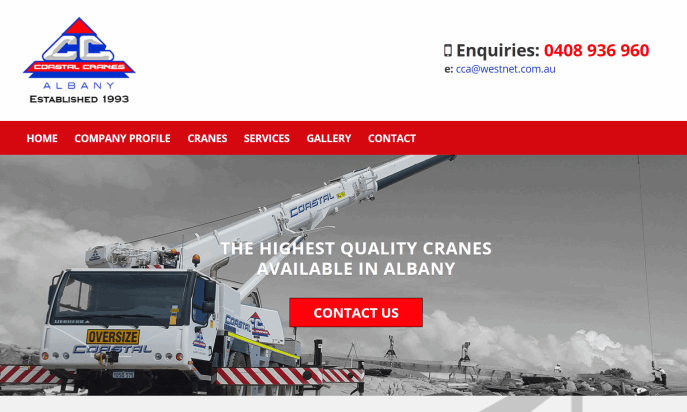 CC
COASTAL CRANES
ALBANY
ESTABLISHED 1993
Enquiries: 0408 936 960
e: cca@westnet.com.au
HOME COMPANY PROFILE CRANES SERVICES GALLERY CONTACT
COASTAL
THE HIGHEST QUALITY CRANES
AVAILABLE IN ALBANY
CONTACT US
LIEBHERR
OVERSIZE
COASTAL